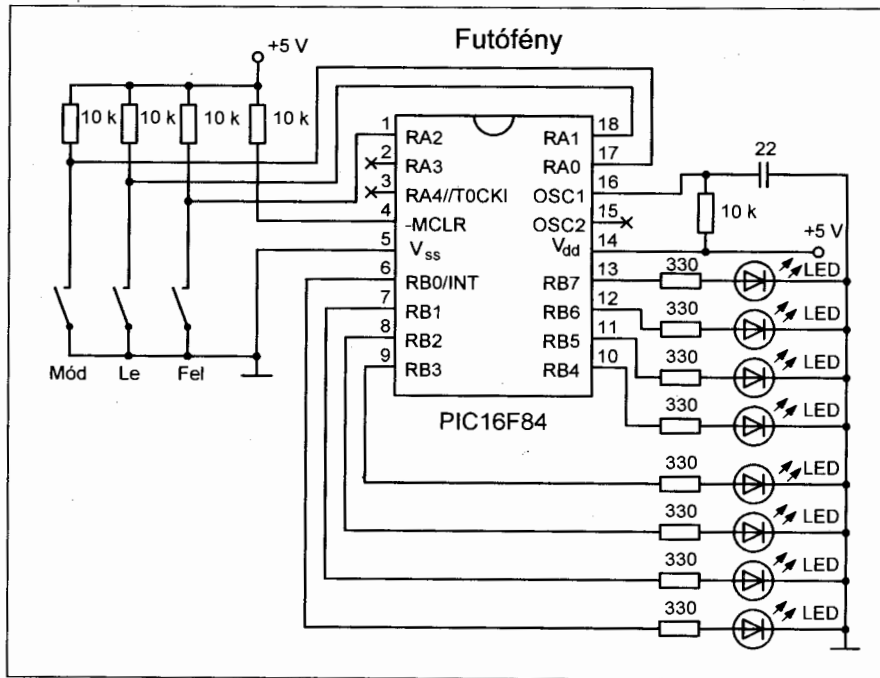 Futófény
+5 V
10 k
10 k
10 k
10 k
1
RA2
RA1
18
2
RA3
RA0
17
3
RA4//T0CKI
OSC1
16
4
-MCLR
OSC2
15
5
Vss
Vdd
14
6
RB0/INT
RB7
13
7
RB1
RB6
12
8
RB2
RB5
11
9
RB3
RB4
10
PIC16F84
22
10 k
+5 V
330
LED
330
LED
330
LED
330
LED
330
LED
330
LED
330
LED
330
LED
Mód
Le
Fel